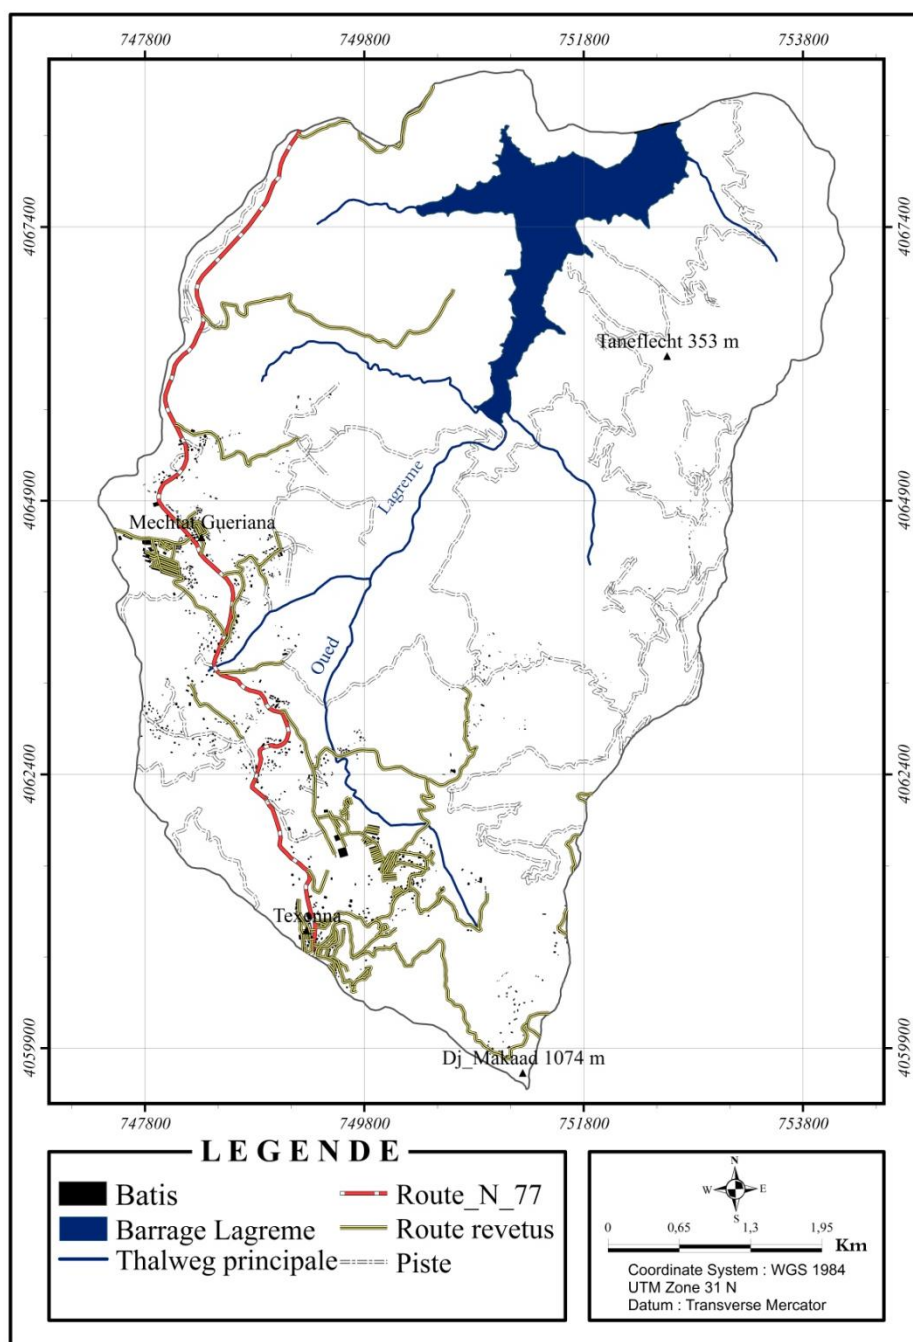 747800 749800 751800 753800
4067400 4067400
Taneflecht 353 m
Lagreme
4064900 4064900
Mechtat Gueriana
Oued
4062400 4062400
Texenna
4059900 4059900
Dj_Makaad 1074 m
747800 749800 751800 753800
LEGENDE
Batis
Barrage Lagreme
Thalweg principale
Route_N_77
Route revetus
Piste
N
W E
S
0 0,65 1,3 1,95
Km
Coordinate System : WGS 1984
UTM Zone 31 N
Datum : Transverse Mercator